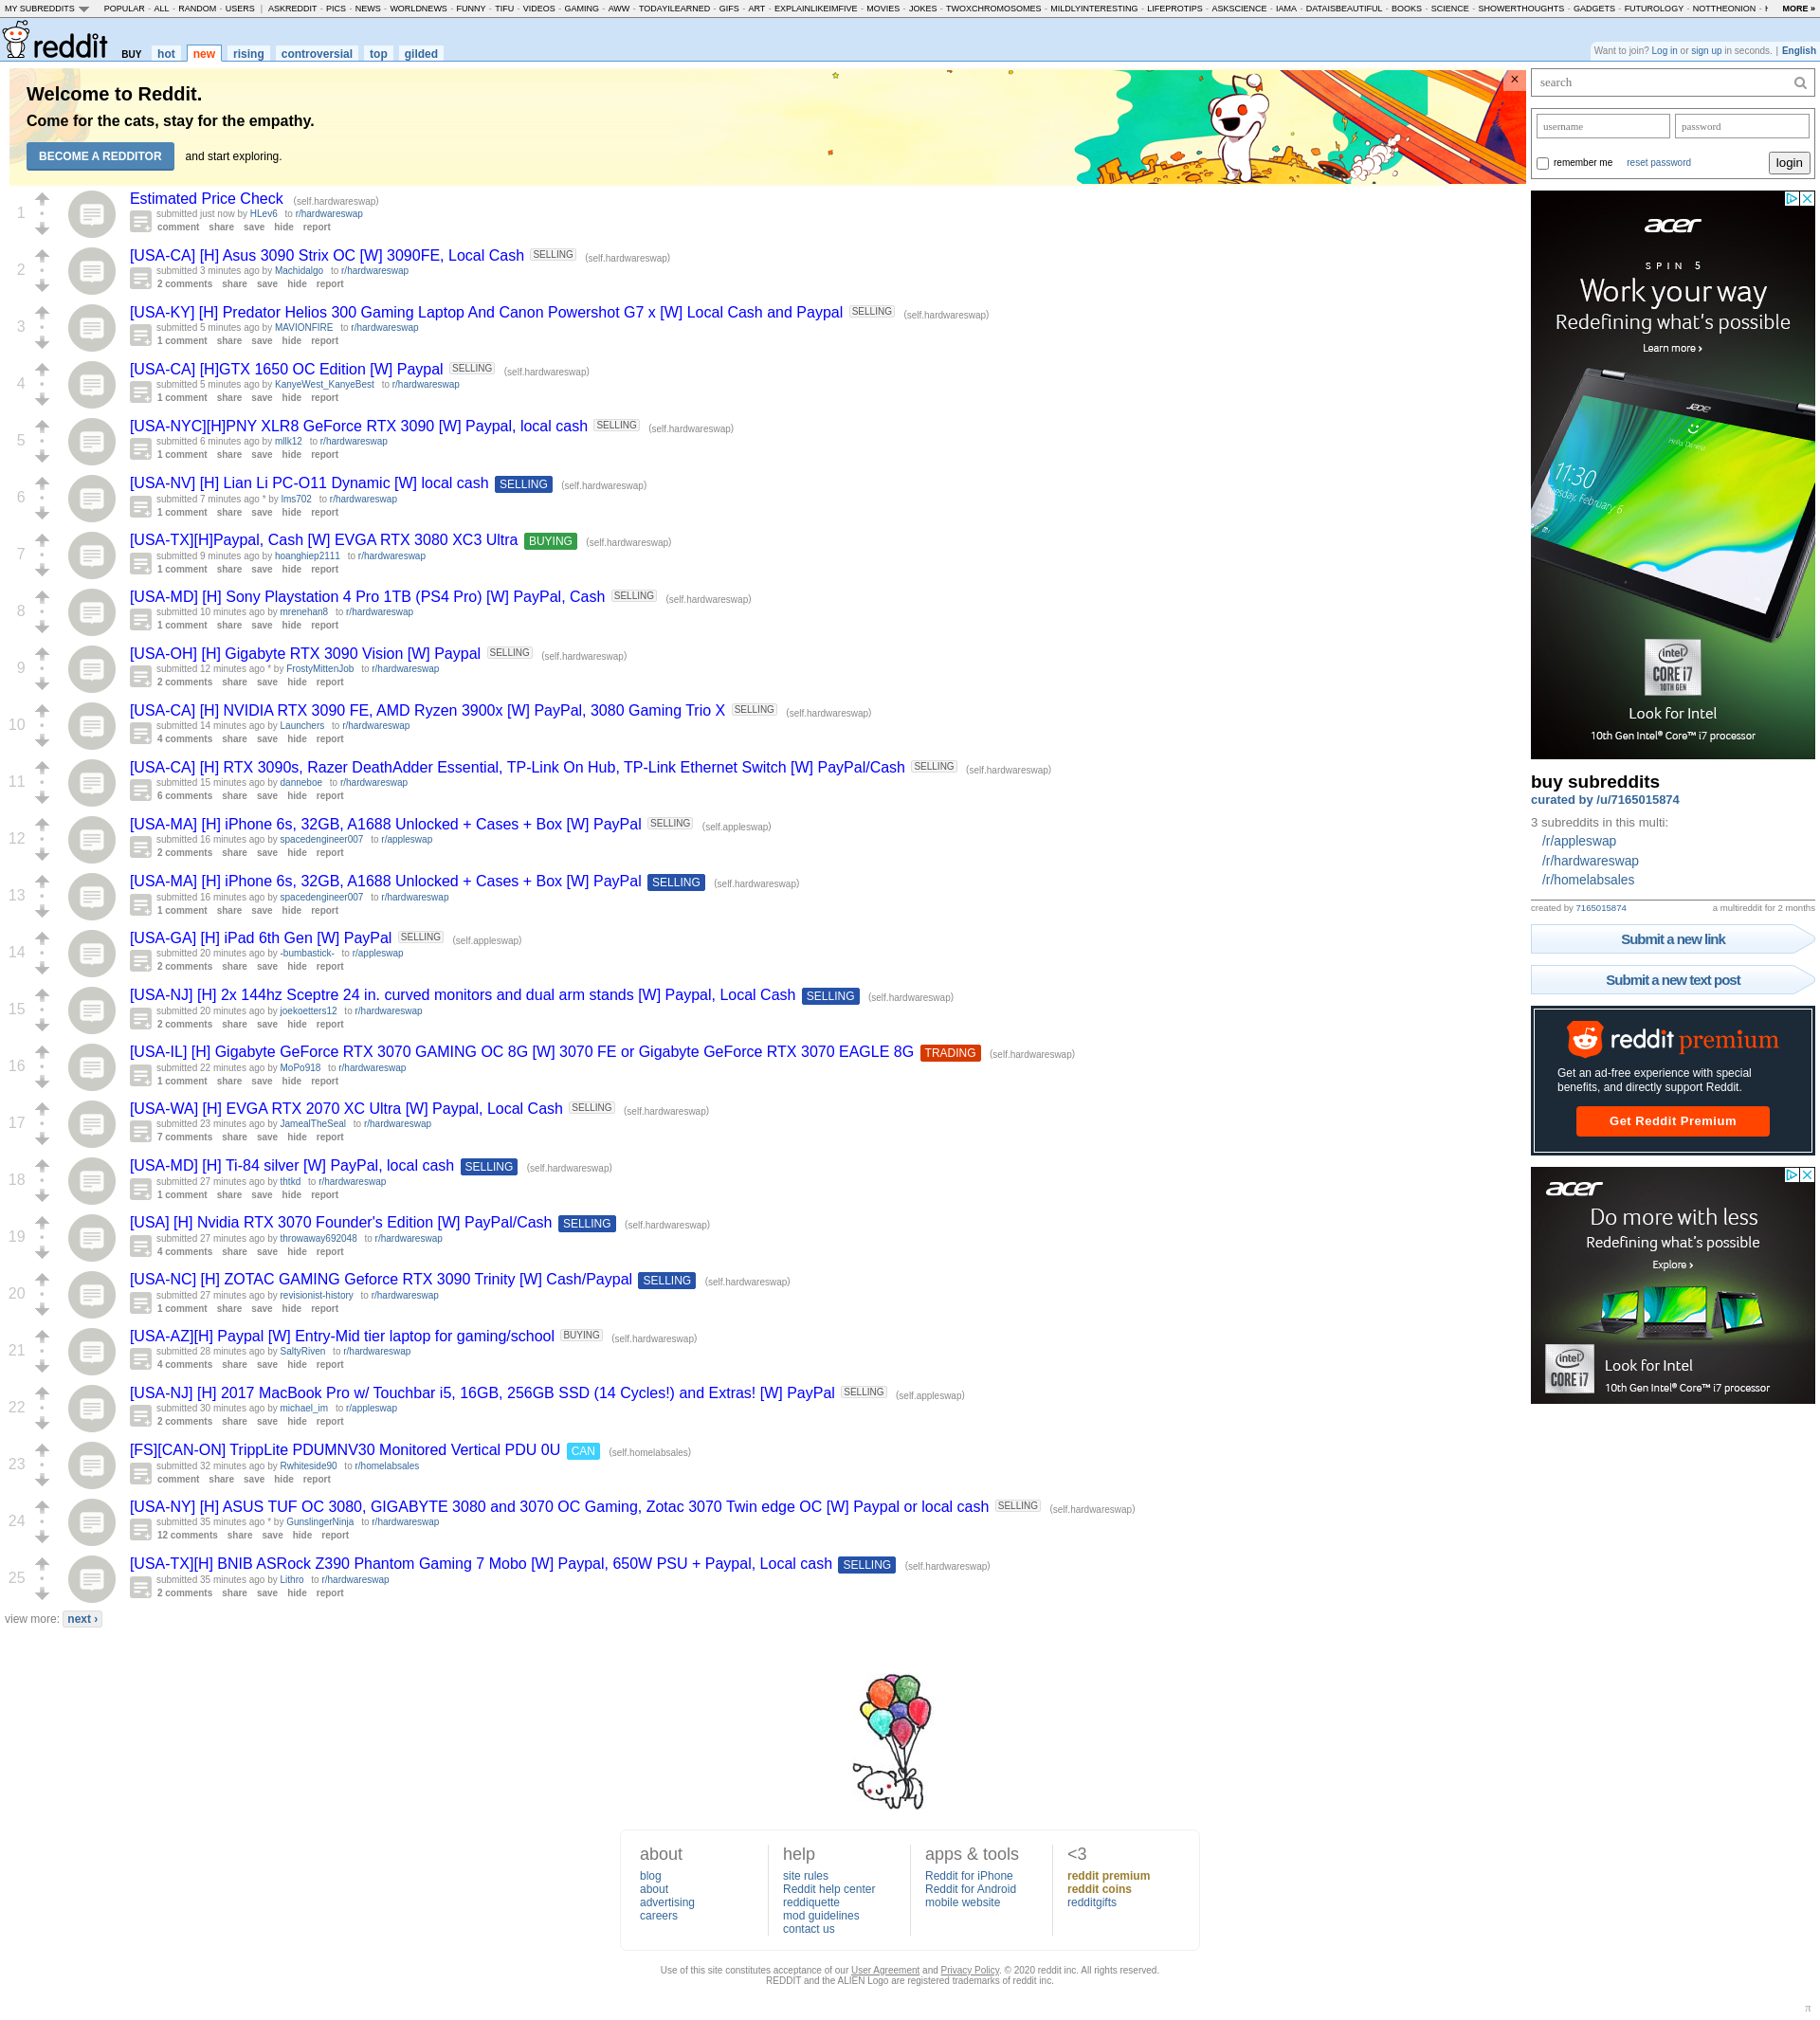 MY SUBREDDITS POPULAR - ALL - RANDOM - USERS | ASKREDDIT - PICS - NEWS - WORLDNEWS - FUNNY - TIFU - VIDEOS - GAMING - AWW - TODAYILEARNED - GIFS - ART - EXPLAINLIKEIMFIVE - MOVIES - JOKES - TWOXCHROMOSOMES - MILDLYINTERESTING - LIFEPROTIPS - ASKSCIENCE - IAMA - DATAISBEAUTIFUL - BOOKS - SCIENCE - SHOWERTHOUGHTS - GADGETS - FUTUROLOGY - NOTTHEONION - MORE »
reddit BUY hot new rising controversial top gilded
Want to join? Log in or sign up in seconds. | English
Welcome to Reddit.
Come for the cats, stay for the empathy.
BECOME A REDDITOR and start exploring.
×
1
Estimated Price Check (self.hardwareswap)
submitted just now by HLev6 to r/hardwareswap
comment share save hide report
2
[USA-CA] [H] Asus 3090 Strix OC [W] 3090FE, Local Cash SELLING (self.hardwareswap)
submitted 3 minutes ago by Machidalgo to r/hardwareswap
2 comments share save hide report
3
[USA-KY] [H] Predator Helios 300 Gaming Laptop And Canon Powershot G7 x [W] Local Cash and Paypal SELLING (self.hardwareswap)
submitted 5 minutes ago by MAVIONFIRE to r/hardwareswap
1 comment share save hide report
4
[USA-CA] [H]GTX 1650 OC Edition [W] Paypal SELLING (self.hardwareswap)
submitted 5 minutes ago by KanyeWest_KanyeBest to r/hardwareswap
1 comment share save hide report
5
[USA-NYC][H]PNY XLR8 GeForce RTX 3090 [W] Paypal, local cash SELLING (self.hardwareswap)
submitted 6 minutes ago by mllk12 to r/hardwareswap
1 comment share save hide report
6
[USA-NV] [H] Lian Li PC-O11 Dynamic [W] local cash SELLING (self.hardwareswap)
submitted 7 minutes ago * by lms702 to r/hardwareswap
1 comment share save hide report
7
[USA-TX][H]Paypal, Cash [W] EVGA RTX 3080 XC3 Ultra BUYING (self.hardwareswap)
submitted 9 minutes ago by hoanghiep2111 to r/hardwareswap
1 comment share save hide report
8
[USA-MD] [H] Sony Playstation 4 Pro 1TB (PS4 Pro) [W] PayPal, Cash SELLING (self.hardwareswap)
submitted 10 minutes ago by mrenehan8 to r/hardwareswap
1 comment share save hide report
9
[USA-OH] [H] Gigabyte RTX 3090 Vision [W] Paypal SELLING (self.hardwareswap)
submitted 12 minutes ago * by FrostyMittenJob to r/hardwareswap
2 comments share save hide report
10
[USA-CA] [H] NVIDIA RTX 3090 FE, AMD Ryzen 3900x [W] PayPal, 3080 Gaming Trio X SELLING (self.hardwareswap)
submitted 14 minutes ago by Launchers to r/hardwareswap
4 comments share save hide report
11
[USA-CA] [H] RTX 3090s, Razer DeathAdder Essential, TP-Link On Hub, TP-Link Ethernet Switch [W] PayPal/Cash SELLING (self.hardwareswap)
submitted 15 minutes ago by danneboe to r/hardwareswap
6 comments share save hide report
12
[USA-MA] [H] iPhone 6s, 32GB, A1688 Unlocked + Cases + Box [W] PayPal SELLING (self.appleswap)
submitted 16 minutes ago by spacedengineer007 to r/appleswap
2 comments share save hide report
13
[USA-MA] [H] iPhone 6s, 32GB, A1688 Unlocked + Cases + Box [W] PayPal SELLING (self.hardwareswap)
submitted 16 minutes ago by spacedengineer007 to r/hardwareswap
1 comment share save hide report
14
[USA-GA] [H] iPad 6th Gen [W] PayPal SELLING (self.appleswap)
submitted 20 minutes ago by -bumbastick- to r/appleswap
2 comments share save hide report
15
[USA-NJ] [H] 2x 144hz Sceptre 24 in. curved monitors and dual arm stands [W] Paypal, Local Cash SELLING (self.hardwareswap)
submitted 20 minutes ago by joekoetters12 to r/hardwareswap
2 comments share save hide report
16
[USA-IL] [H] Gigabyte GeForce RTX 3070 GAMING OC 8G [W] 3070 FE or Gigabyte GeForce RTX 3070 EAGLE 8G TRADING (self.hardwareswap)
submitted 22 minutes ago by MoPo918 to r/hardwareswap
1 comment share save hide report
17
[USA-WA] [H] EVGA RTX 2070 XC Ultra [W] Paypal, Local Cash SELLING (self.hardwareswap)
submitted 23 minutes ago by JamealTheSeal to r/hardwareswap
7 comments share save hide report
18
[USA-MD] [H] Ti-84 silver [W] PayPal, local cash SELLING (self.hardwareswap)
submitted 27 minutes ago by thtkd to r/hardwareswap
1 comment share save hide report
19
[USA] [H] Nvidia RTX 3070 Founder's Edition [W] PayPal/Cash SELLING (self.hardwareswap)
submitted 27 minutes ago by throwaway692048 to r/hardwareswap
4 comments share save hide report
20
[USA-NC] [H] ZOTAC GAMING Geforce RTX 3090 Trinity [W] Cash/Paypal SELLING (self.hardwareswap)
submitted 27 minutes ago by revisionist-history to r/hardwareswap
1 comment share save hide report
21
[USA-AZ][H] Paypal [W] Entry-Mid tier laptop for gaming/school BUYING (self.hardwareswap)
submitted 28 minutes ago by SaltyRiven to r/hardwareswap
4 comments share save hide report
22
[USA-NJ] [H] 2017 MacBook Pro w/ Touchbar i5, 16GB, 256GB SSD (14 Cycles!) and Extras! [W] PayPal SELLING (self.appleswap)
submitted 30 minutes ago by michael_im to r/appleswap
2 comments share save hide report
23
[FS][CAN-ON] TrippLite PDUMNV30 Monitored Vertical PDU 0U CAN (self.homelabsales)
submitted 32 minutes ago by Rwhiteside90 to r/homelabsales
comment share save hide report
24
[USA-NY] [H] ASUS TUF OC 3080, GIGABYTE 3080 and 3070 OC Gaming, Zotac 3070 Twin edge OC [W] Paypal or local cash SELLING (self.hardwareswap)
submitted 35 minutes ago * by GunslingerNinja to r/hardwareswap
12 comments share save hide report
25
[USA-TX][H] BNIB ASRock Z390 Phantom Gaming 7 Mobo [W] Paypal, 650W PSU + Paypal, Local cash SELLING (self.hardwareswap)
submitted 35 minutes ago by Lithro to r/hardwareswap
2 comments share save hide report
view more: next ›
search
username password
remember me reset password login
acer
SPIN 5
Work your way
Redefining what's possible
Learn more ›
acer
11:30
Tuesday, February 6
intel
CORE i7
10TH GEN
Look for Intel
10th Gen Intel® Core™ i7 processor
buy subreddits
curated by /u/7165015874
3 subreddits in this multi:
/r/appleswap
/r/hardwareswap
/r/homelabsales
created by 7165015874 a multireddit for 2 months
Submit a new link
Submit a new text post
reddit premium
Get an ad-free experience with special
benefits, and directly support Reddit.
Get Reddit Premium
acer
Do more with less
Redefining what's possible
Explore ›
intel
CORE i7
Look for Intel
10th Gen Intel® Core™ i7 processor
about
blog
about
advertising
careers
help
site rules
Reddit help center
reddiquette
mod guidelines
contact us
apps & tools
Reddit for iPhone
Reddit for Android
mobile website
<3
reddit premium
reddit coins
redditgifts
Use of this site constitutes acceptance of our User Agreement and Privacy Policy. © 2020 reddit inc. All rights reserved.
REDDIT and the ALIEN Logo are registered trademarks of reddit inc.
π